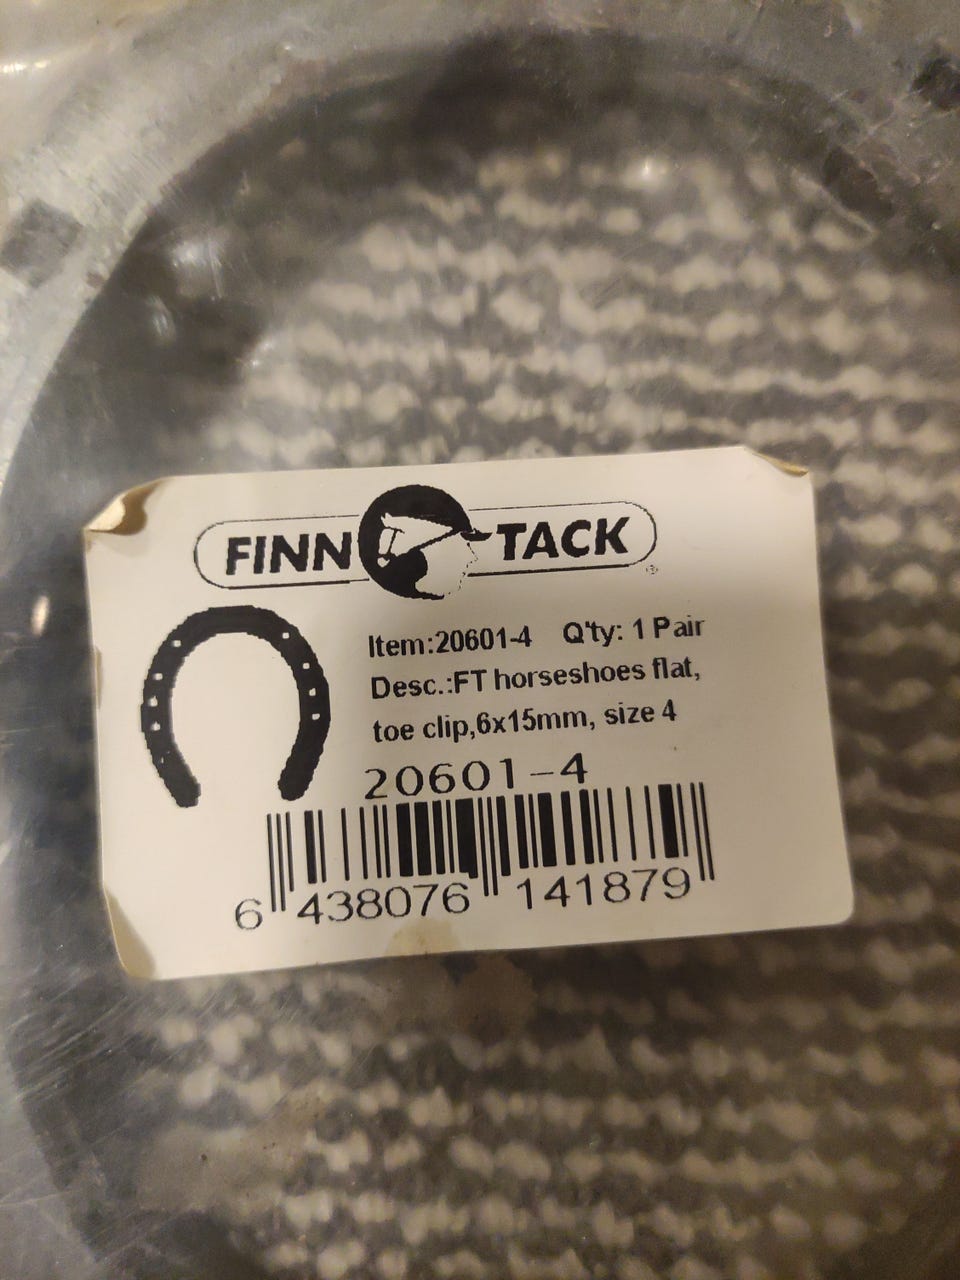 FINN TACK ®
Item:20601-4 Q'ty: 1 Pair
Desc.:FT horseshoes flat,
toe clip,6x15mm, size 4
20601-4
6 438076 141879